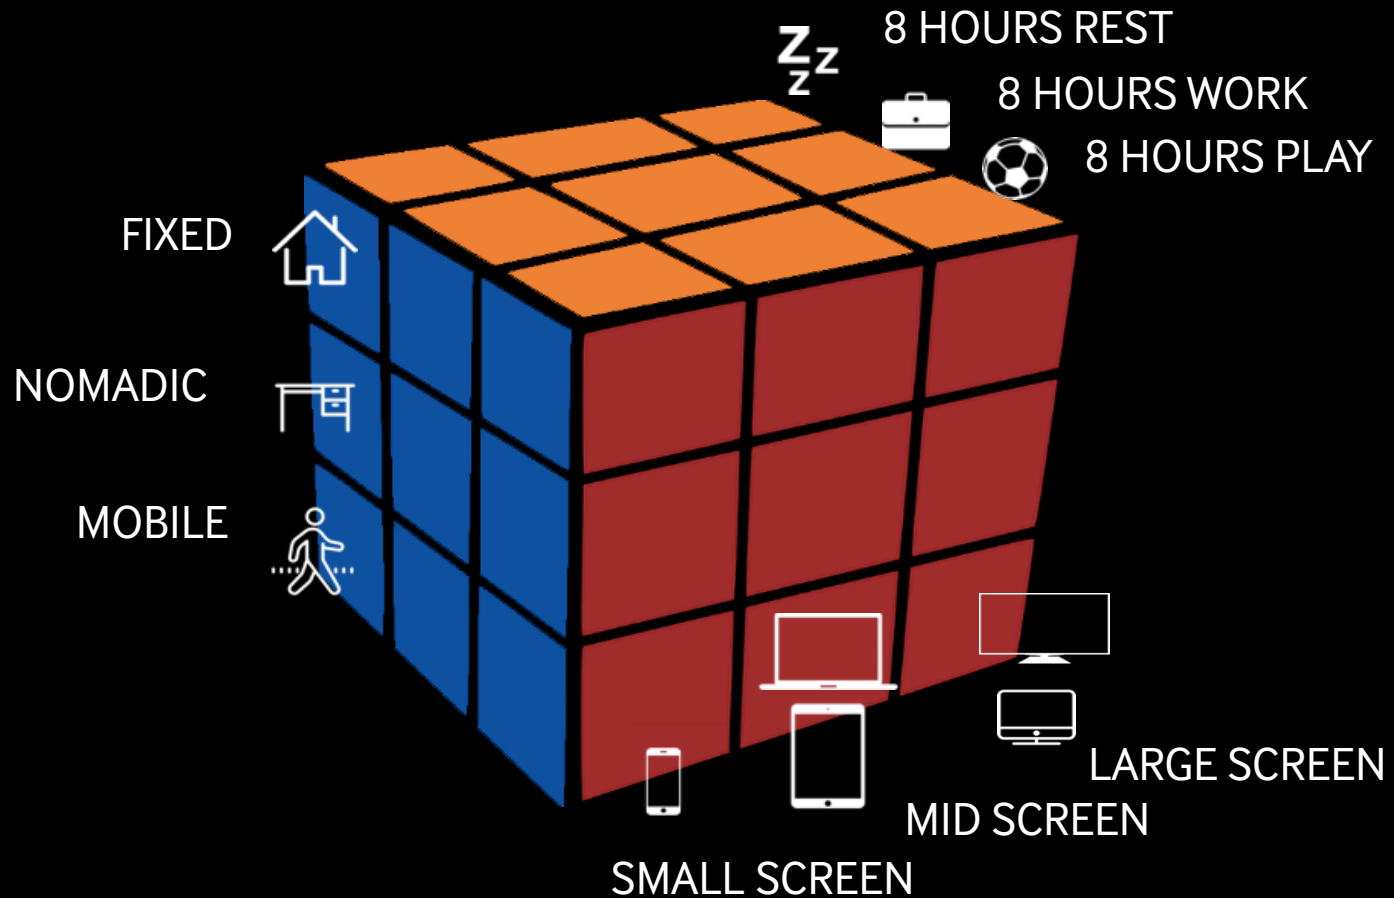 8 HOURS REST
8 HOURS WORK
8 HOURS PLAY
FIXED
NOMADIC
MOBILE
LARGE SCREEN
MID SCREEN
SMALL SCREEN